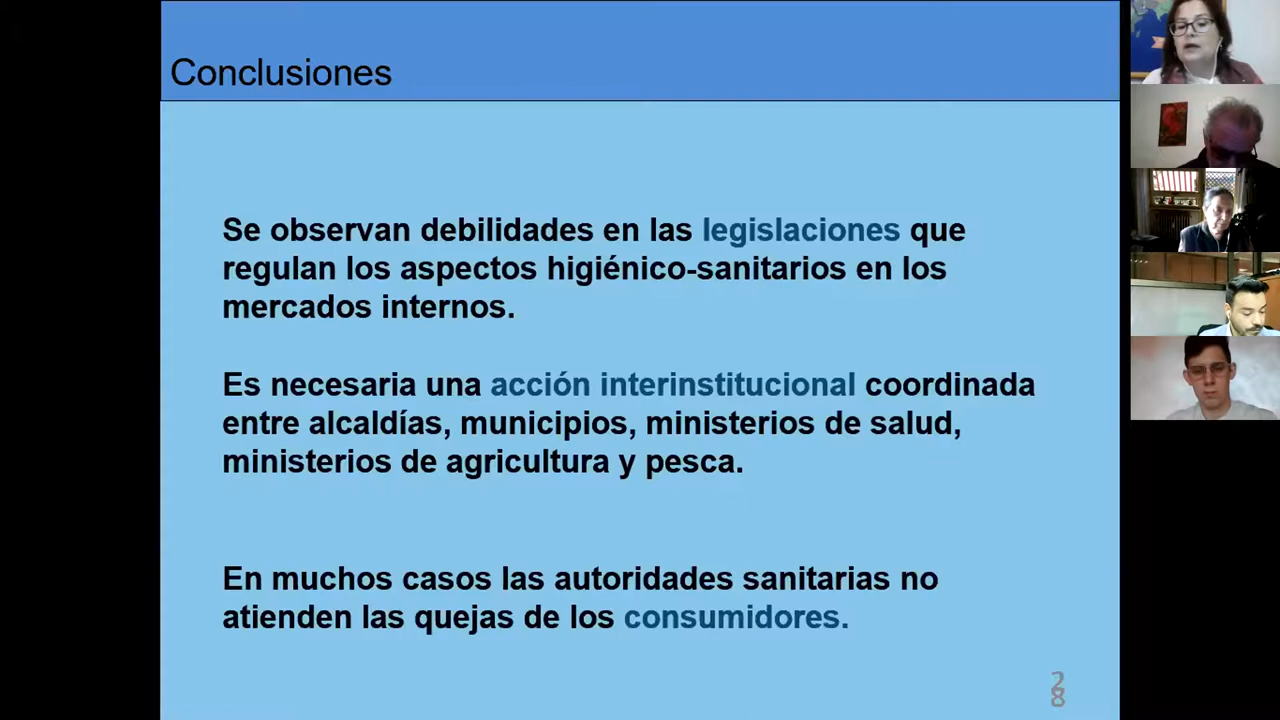 Conclusiones
Se observan debilidades en las legislaciones que
regulan los aspectos higiénico-sanitarios en los
mercados internos.
Es necesaria una acción interinstitucional coordinada
entre alcaldías, municipios, ministerios de salud,
ministerios de agricultura y pesca.
En muchos casos las autoridades sanitarias no
atienden las quejas de los consumidores.
2
8